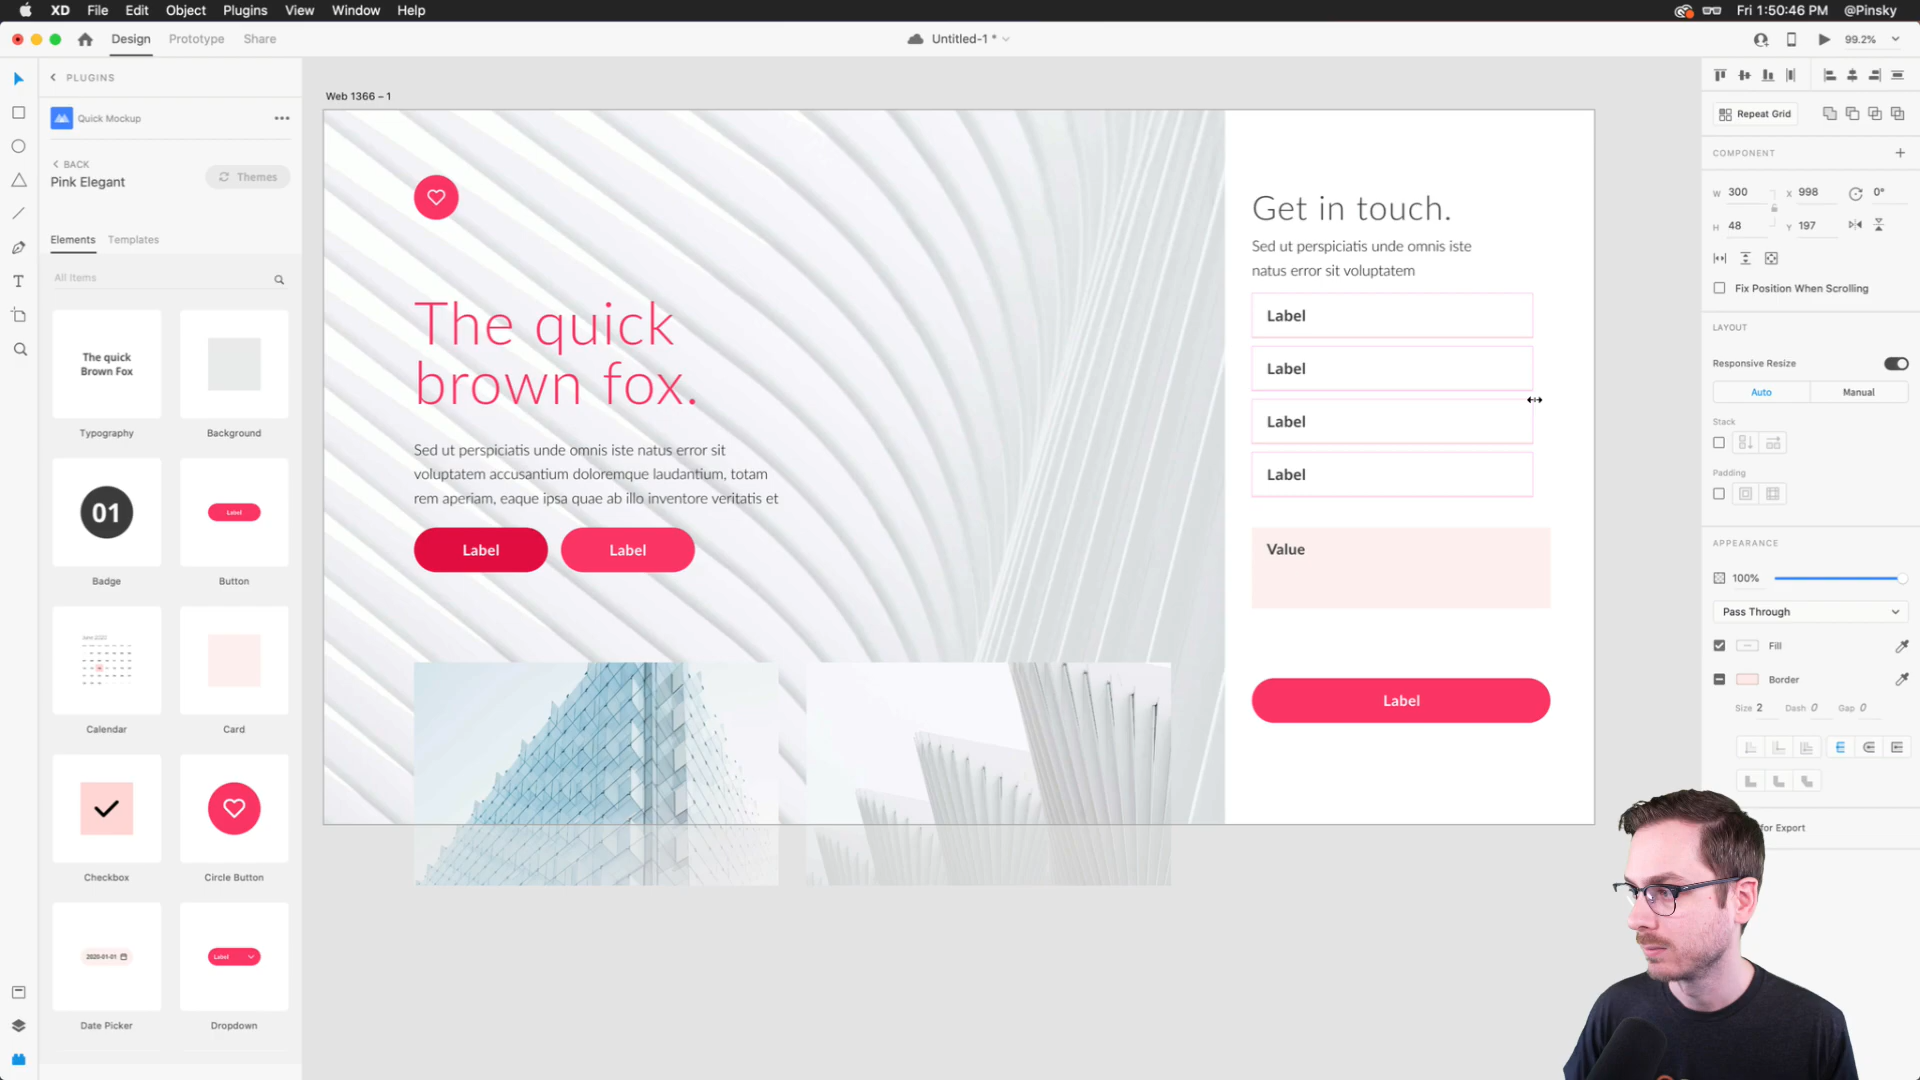 XD File Edit Object Plugins View Window Help
Fri 1:50:46 PM @Pinsky
Design Prototype Share
Untitled-1 *
99.2%
PLUGINS
Quick Mockup
BACK
Pink Elegant
Themes
Elements Templates
All Items
The quick
Brown Fox
Typography
Background
01
Badge
Label
Button
June 2020
Calendar
Card
Checkbox
Circle Button
2020-01-01
Date Picker
Label
Dropdown
Web 1366 – 1
The quick
brown fox.
Sed ut perspiciatis unde omnis iste natus error sit
voluptatem accusantium doloremque laudantium, totam
rem aperiam, eaque ipsa quae ab illo inventore veritatis et
Label
Label
Get in touch.
Sed ut perspiciatis unde omnis iste
natus error sit voluptatem
Label
Label
Label
Label
Value
Label
Repeat Grid
COMPONENT
W 300 X 998 0°
H 48 Y 197
Fix Position When Scrolling
LAYOUT
Responsive Resize
Auto Manual
Stack
Padding
APPEARANCE
100%
Pass Through
Fill
Border
Size 2 Dash 0 Gap 0
for Export